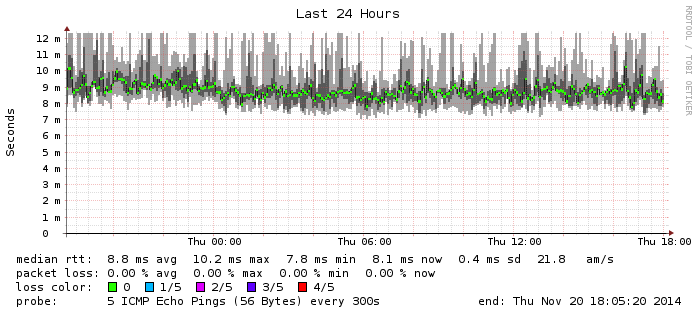 Last 24 Hours
RRDTOOL / TOBI OETIKER
Seconds
12 m
11 m
10 m
9 m
8 m
7 m
6 m
5 m
4 m
3 m
2 m
1 m
0
Thu 00:00 Thu 06:00 Thu 12:00 Thu 18:00
median rtt: 8.8 ms avg 10.2 ms max 7.8 ms min 8.1 ms now 0.4 ms sd 21.8 am/s
packet loss: 0.00 % avg 0.00 % max 0.00 % min 0.00 % now
loss color: 0 1/5 2/5 3/5 4/5
probe: 5 ICMP Echo Pings (56 Bytes) every 300s end: Thu Nov 20 18:05:20 2014